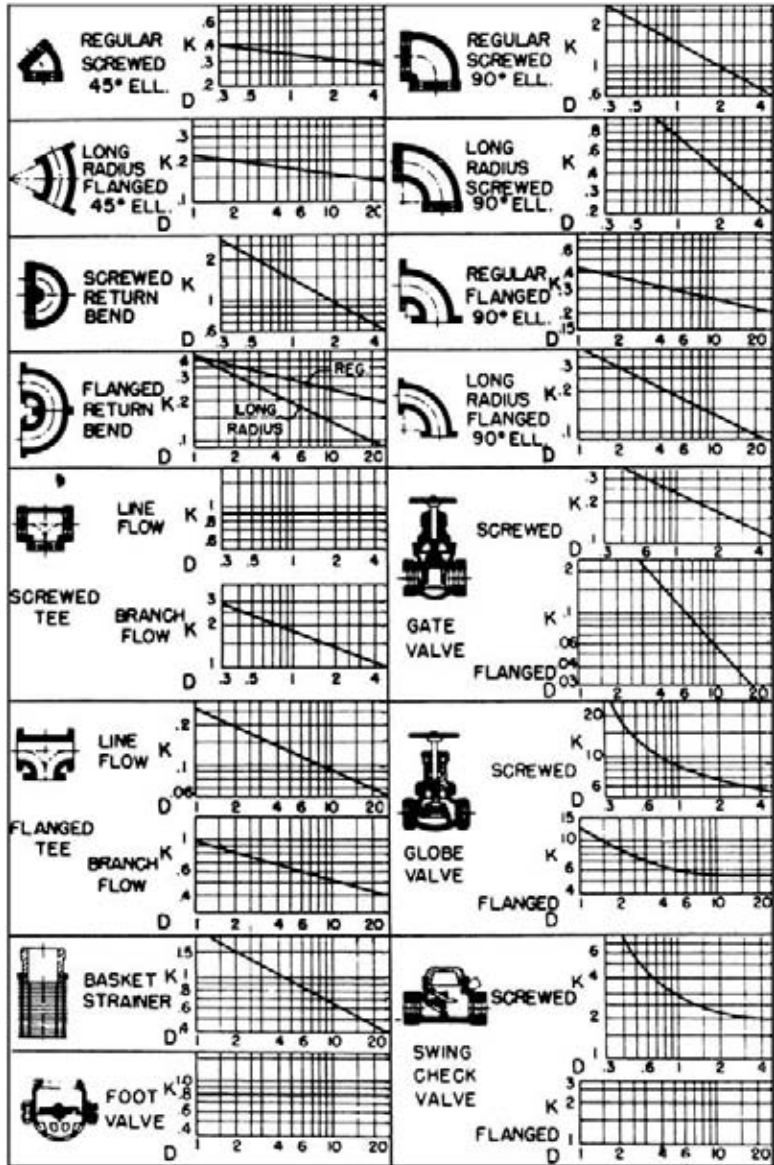 REGULAR
SCREWED
45° ELL.
K
.6
.4
.3
.2
D
.3
.5
1
2
4
REGULAR
SCREWED
90° ELL.
K
2
1
.6
D
.3
.5
1
2
4
LONG
RADIUS
FLANGED
45° ELL.
K
.3
.2
.1
D
1
2
4
6
10
20
LONG
RADIUS
SCREWED
90° ELL.
K
.8
.6
.4
.3
.2
D
.3
.5
1
2
4
SCREWED
RETURN
BEND
K
2
1
.6
D
.3
.5
1
2
4
REGULAR
FLANGED
90° ELL.
K
.6
.4
.3
.2
.15
D
1
2
4
6
10
20
FLANGED
RETURN
BEND
K
.4
.3
.2
.1
REG.
LONG
RADIUS
D
1
2
4
6
10
20
LONG
RADIUS
FLANGED
90° ELL.
K
.3
.2
.1
D
1
2
4
6
10
20
SCREWED
TEE
LINE
FLOW
K
1
.8
.6
D
.3
.5
1
2
4
BRANCH
FLOW
K
3
2
1
D
.3
.5
1
2
4
GATE
VALVE
SCREWED
K
.3
.2
.1
D
.3
.6
1
2
4
FLANGED
K
.2
.1
.06
.04
.03
D
1
2
4
6
10
20
FLANGED
TEE
LINE
FLOW
K
.2
.1
.06
D
1
2
4
6
10
20
BRANCH
FLOW
K
1
.6
.4
D
1
2
4
6
10
20
GLOBE
VALVE
SCREWED
K
20
10
6
D
.3
.6
1
2
4
FLANGED
K
15
10
6
4
D
1
2
4
6
10
20
BASKET
STRAINER
K
1.5
1
.8
.6
.4
D
1
2
4
6
10
20
FOOT
VALVE
K
1.0
.8
.6
.4
D
1
2
4
6
10
20
SWING
CHECK
VALVE
SCREWED
K
6
4
2
1
D
.3
.6
1
2
4
FLANGED
K
3
2
1
D
1
2
4
6
10
20